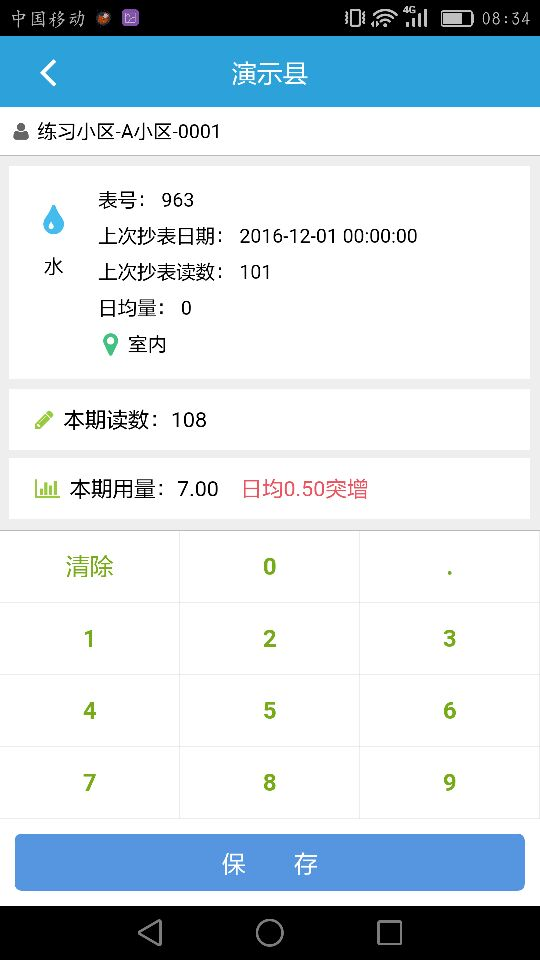 中国移动 4G 08:34
演示县
练习小区-A小区-0001
表号： 963
上次抄表日期： 2016-12-01 00:00:00
水
上次抄表读数： 101
日均量： 0
室内
本期读数：108
本期用量：7.00 日均0.50突增
清除 0 .
1 2 3
4 5 6
7 8 9
保 存